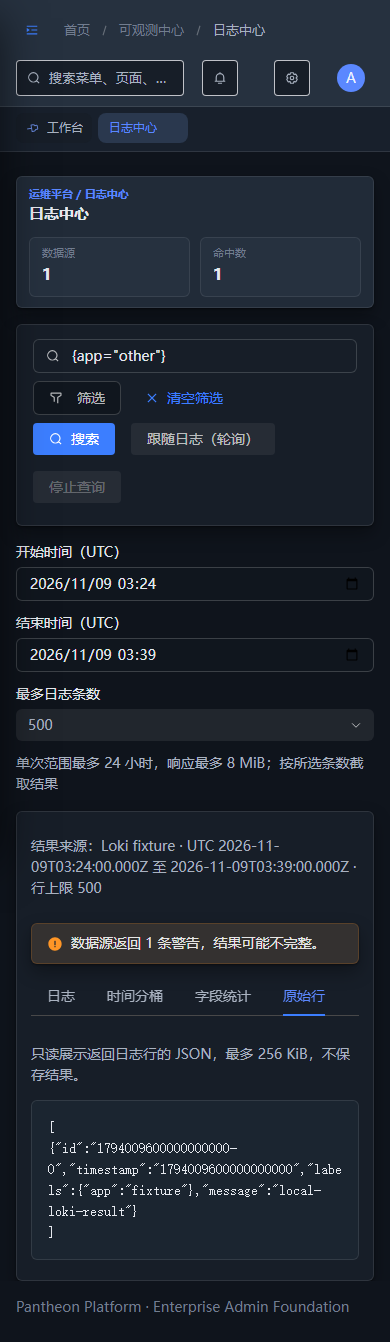 首页 / 可观测中心 / 日志中心
搜索菜单、页面、... A
工作台 日志中心
运维平台 / 日志中心
日志中心
数据源 命中数
1 1
{app="other"}
筛选 清空筛选
搜索 跟随日志（轮询）
停止查询
开始时间（UTC）
2026/11/09 03:24
结束时间（UTC）
2026/11/09 03:39
最多日志条数
500
单次范围最多 24 小时，响应最多 8 MiB；按所选条数截
取结果
结果来源：Loki fixture · UTC 2026-11-
09T03:24:00.000Z 至 2026-11-09T03:39:00.000Z ·
行上限 500
数据源返回 1 条警告，结果可能不完整。
日志 时间分桶 字段统计 原始行
只读展示返回日志行的 JSON，最多 256 KiB，不保
存结果。
[
{"id":"1794009600000000000-
0","timestamp":"1794009600000000000","labe
ls":{"app":"fixture"},"message":"local-
loki-result"}
]
Pantheon Platform · Enterprise Admin Foundation